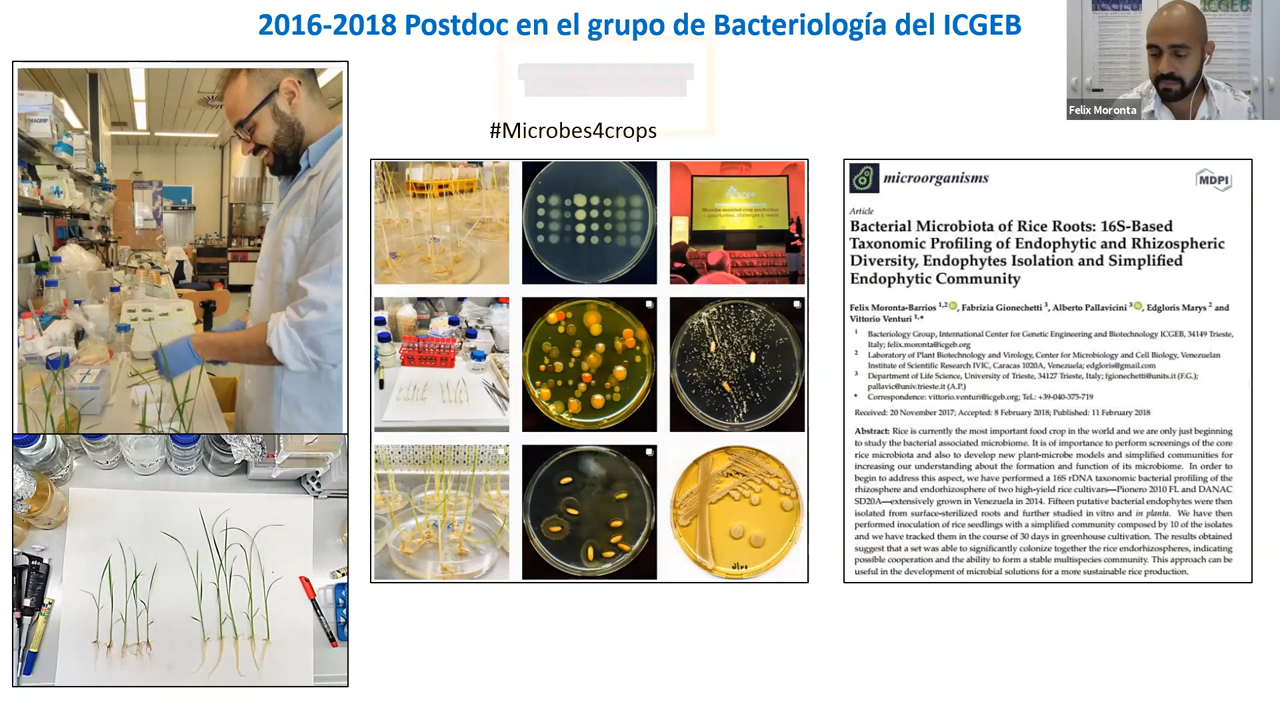 2016-2018 Postdoc en el grupo de Bacteriología del ICGEB
Felix Moronta
#Microbes4crops
microorganisms
MDPI
Article
Bacterial Microbiota of Rice Roots: 16S-Based
Taxonomic Profiling of Endophytic and Rhizospheric
Diversity, Endophytes Isolation and Simplified
Endophytic Community
Felix Moronta-Barrios 1,2, Fabrizia Gionechetti 3, Alberto Pallavicini 3, Edgloris Marys 2 and
Vittorio Venturi 1,*
1 Bacteriology Group, International Center for Genetic Engineering and Biotechnology ICGEB, 34149 Trieste,
Italy; felix.moronta@icgeb.org
2 Laboratory of Plant Biotechnology and Virology, Center for Microbiology and Cell Biology, Venezuelan
Institute of Scientific Research IVIC, Caracas 1020A, Venezuela; edgloris@gmail.com
3 Department of Life Science, University of Trieste, 34127 Trieste, Italy; fgionechetti@units.it (F.G.);
pallavic@univ.trieste.it (A.P.)
* Correspondence: vittorio.venturi@icgeb.org; Tel.: +39-040-375-719
Received: 20 November 2017; Accepted: 8 February 2018; Published: 11 February 2018
Abstract: Rice is currently the most important food crop in the world and we are only just beginning
to study the bacterial associated microbiome. It is of importance to perform screenings of the core
rice microbiota and also to develop new plant-microbe models and simplified communities for
increasing our understanding about the formation and function of its microbiome. In order to
begin to address this aspect, we have performed a 16S rDNA taxonomic bacterial profiling of the
rhizosphere and endorhizosphere of two high-yield rice cultivars—Pionero 2010 FL and DANAC
SD20A—extensively grown in Venezuela in 2014. Fifteen putative bacterial endophytes were then
isolated from surface-sterilized roots and further studied in vitro and in planta. We have then
performed inoculation of rice seedlings with a simplified community composed by 10 of the isolates
and we have tracked them in the course of 30 days in greenhouse cultivation. The results obtained
suggest that a set was able to significantly colonize together the rice endorhizospheres, indicating
possible cooperation and the ability to form a stable multispecies community. This approach can be
useful in the development of microbial solutions for a more sustainable rice production.